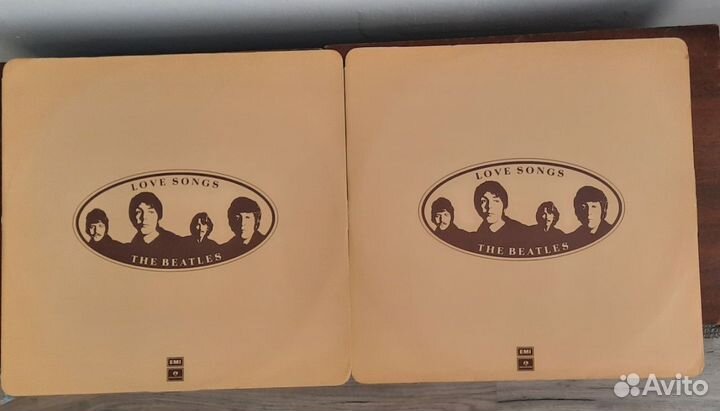 LOVE SONGS
THE BEATLES
EMI
LOVE SONGS
THE BEATLES
EMI
Avito